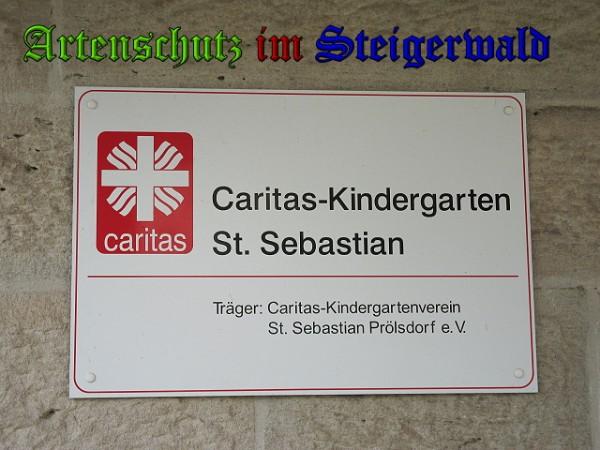 Artenschutz im Steigerwald
caritas
Caritas-Kindergarten
St. Sebastian
Träger: Caritas-Kindergartenverein
St. Sebastian Prölsdorf e.V.